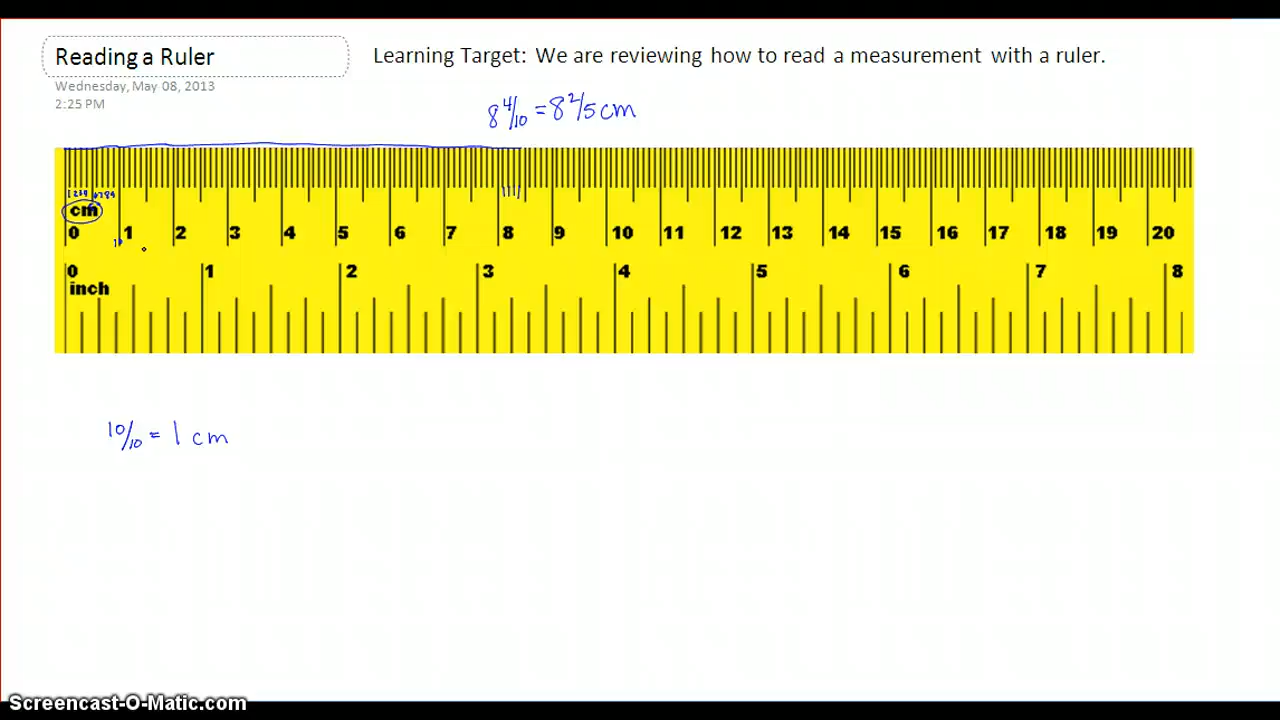 Reading a Ruler
Learning Target: We are reviewing how to read a measurement with a ruler.
Wednesday, May 08, 2013
2:25 PM
8 4/10 = 8 2/5 cm
cm
0 1 2 3 4 5 6 7 8 9 10 11 12 13 14 15 16 17 18 19 20
0 1 2 3 4 5 6 7 8
inch
10/10 = 1 cm
Screencast-O-Matic.com